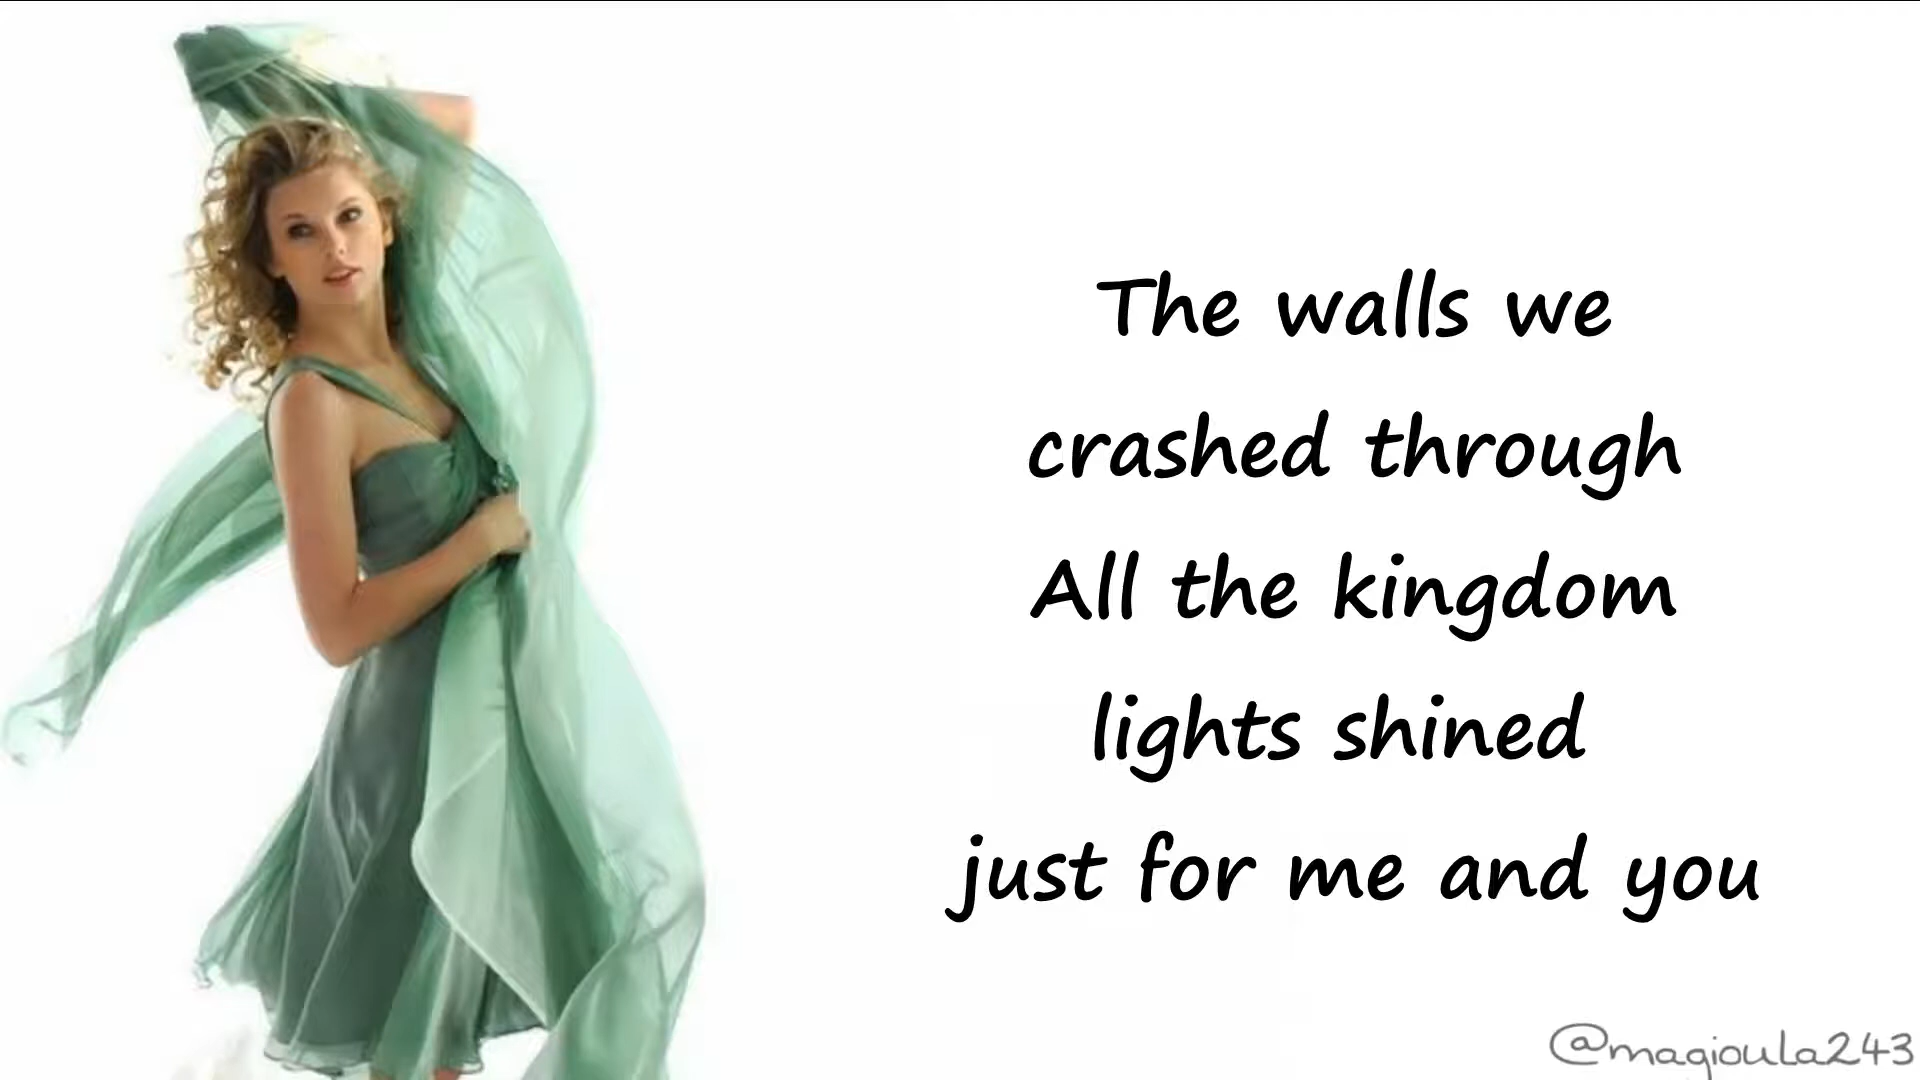 The walls we
crashed through
All the kingdom
lights shined
just for me and you
@magioula243